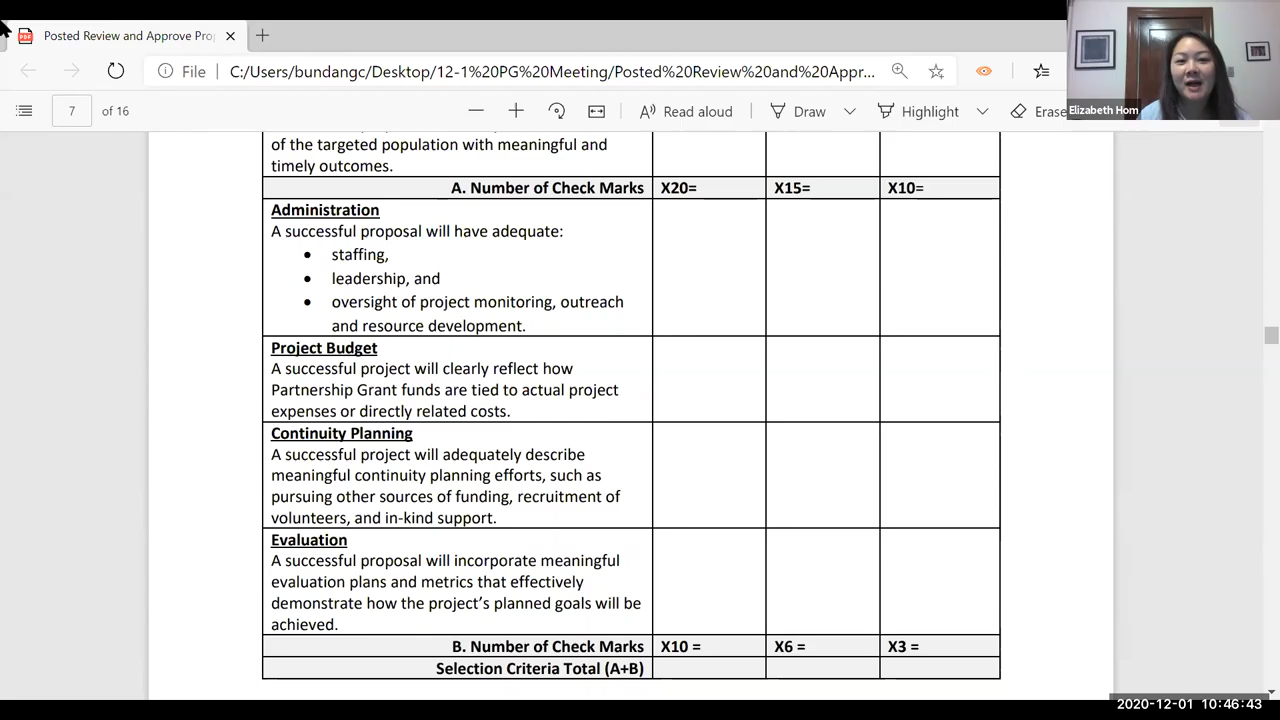 Posted Review and Approve Pro
File C:/Users/bundangc/Desktop/12-1%20PG%20Meeting/Posted%20Review%20and%20Appr...
7 of 16 Read aloud Draw Highlight Erase
Elizabeth Hom
of the targeted population with meaningful and
timely outcomes.
A. Number of Check Marks X20= X15= X10=
Administration
A successful proposal will have adequate:
• staffing,
• leadership, and
• oversight of project monitoring, outreach
and resource development.
Project Budget
A successful project will clearly reflect how
Partnership Grant funds are tied to actual project
expenses or directly related costs.
Continuity Planning
A successful project will adequately describe
meaningful continuity planning efforts, such as
pursuing other sources of funding, recruitment of
volunteers, and in-kind support.
Evaluation
A successful proposal will incorporate meaningful
evaluation plans and metrics that effectively
demonstrate how the project's planned goals will be
achieved.
B. Number of Check Marks X10 = X6 = X3 =
Selection Criteria Total (A+B)
2020-12-01 10:46:43